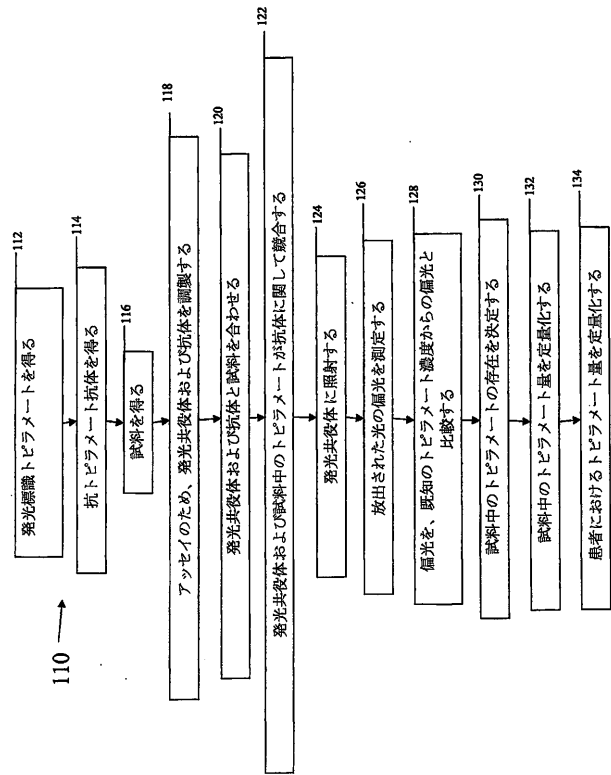 110
112
発光標識トピラメートを得る
114
抗トピラメート抗体を得る
116
試料を得る
118
アッセイのため、発光共役体および抗体を調製する
120
発光共役体および抗体と試料を合わせる
122
発光共役体および試料中のトピラメートが抗体に関して競合する
124
発光共役体に照射する
126
放出された光の偏光を測定する
128
偏光を、既知のトピラメート濃度からの偏光と
比較する
130
試料中のトピラメートの存在を決定する
132
試料中のトピラメート量を定量化する
134
患者におけるトピラメート量を定量化する